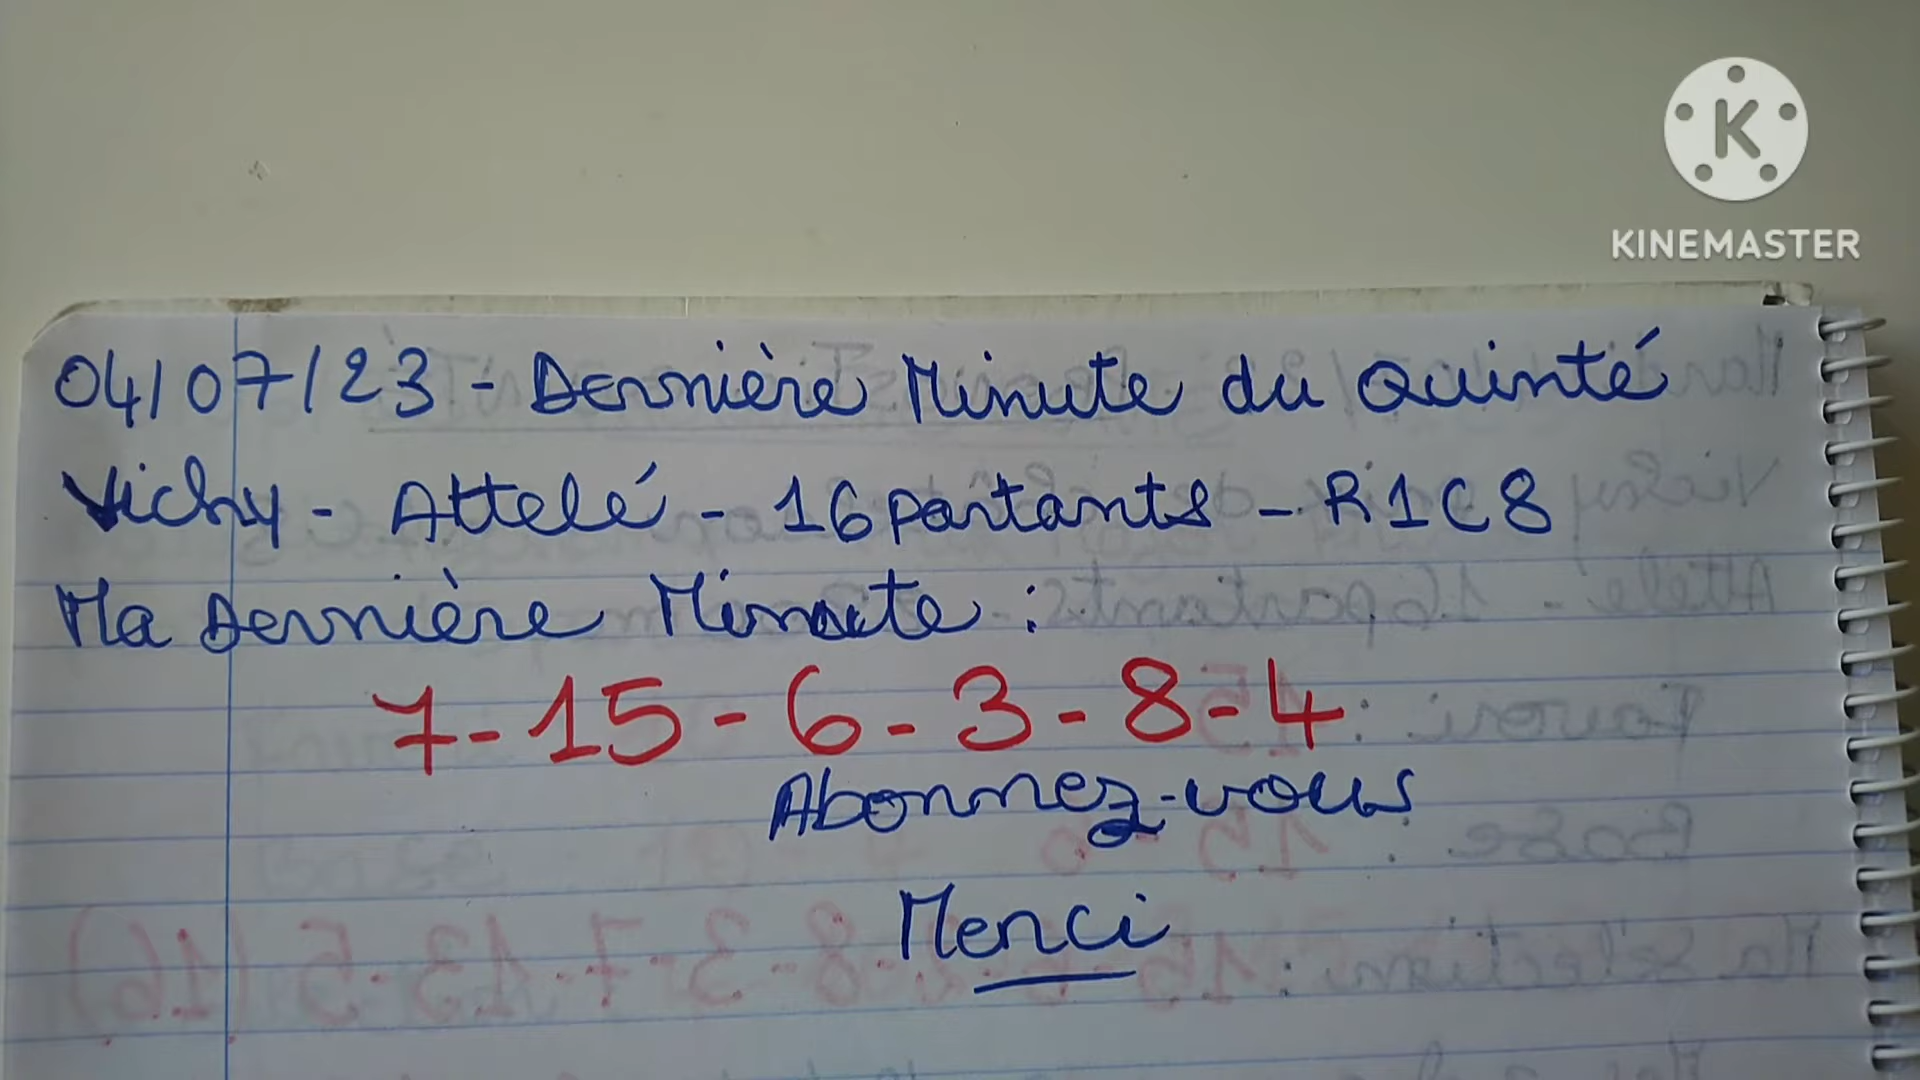 KINEMASTER
04/07/23 - Dernière Minute du Quinté
Vichy - Attelé - 16 partants - R1C8
Ma Dernière Minute :
7 - 15 - 6 - 3 - 8 - 4
Abonnez-vous
Merci